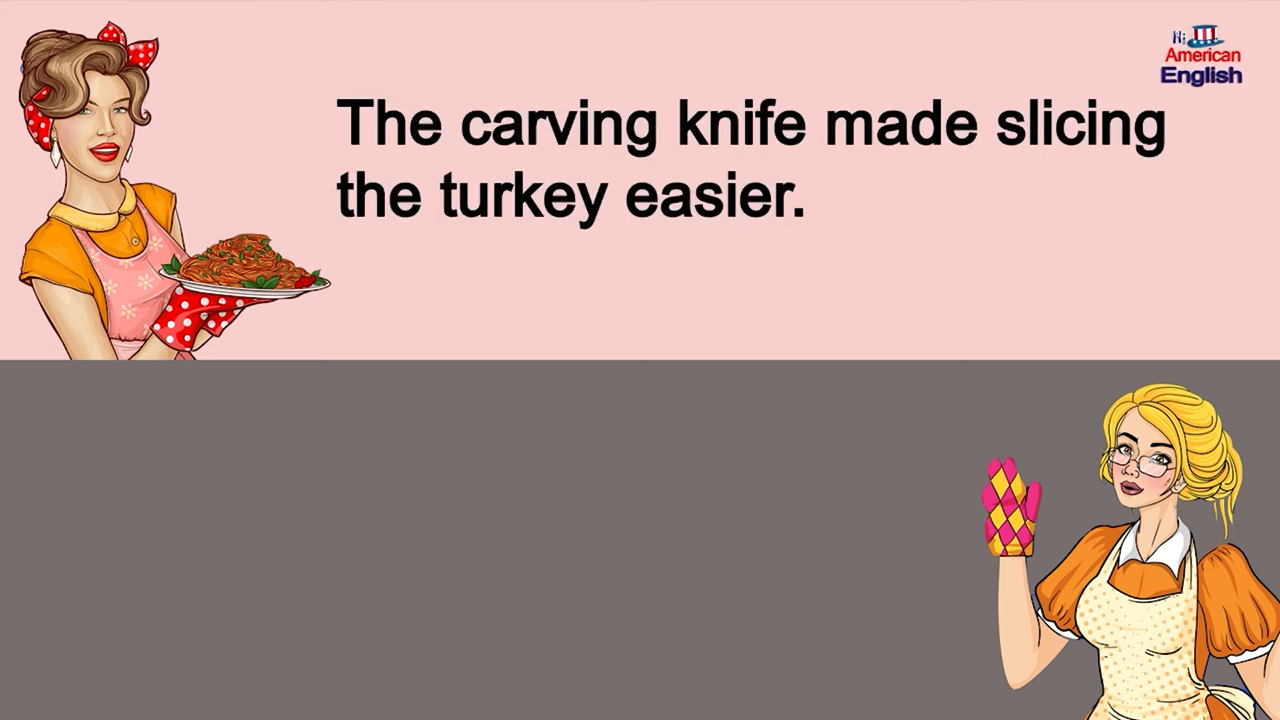 Hi
American
English
The carving knife made slicing
the turkey easier.